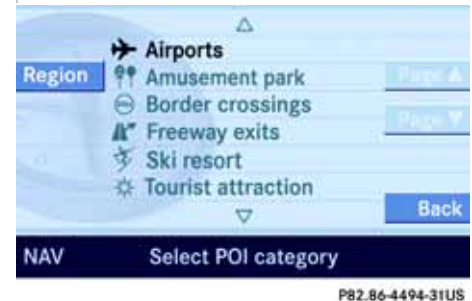 Airports
Region
Amusement park
Page
Border crossings
Page
Freeway exits
Ski resort
Tourist attraction
Back
NAV Select POI category
P82.86-4494-31US